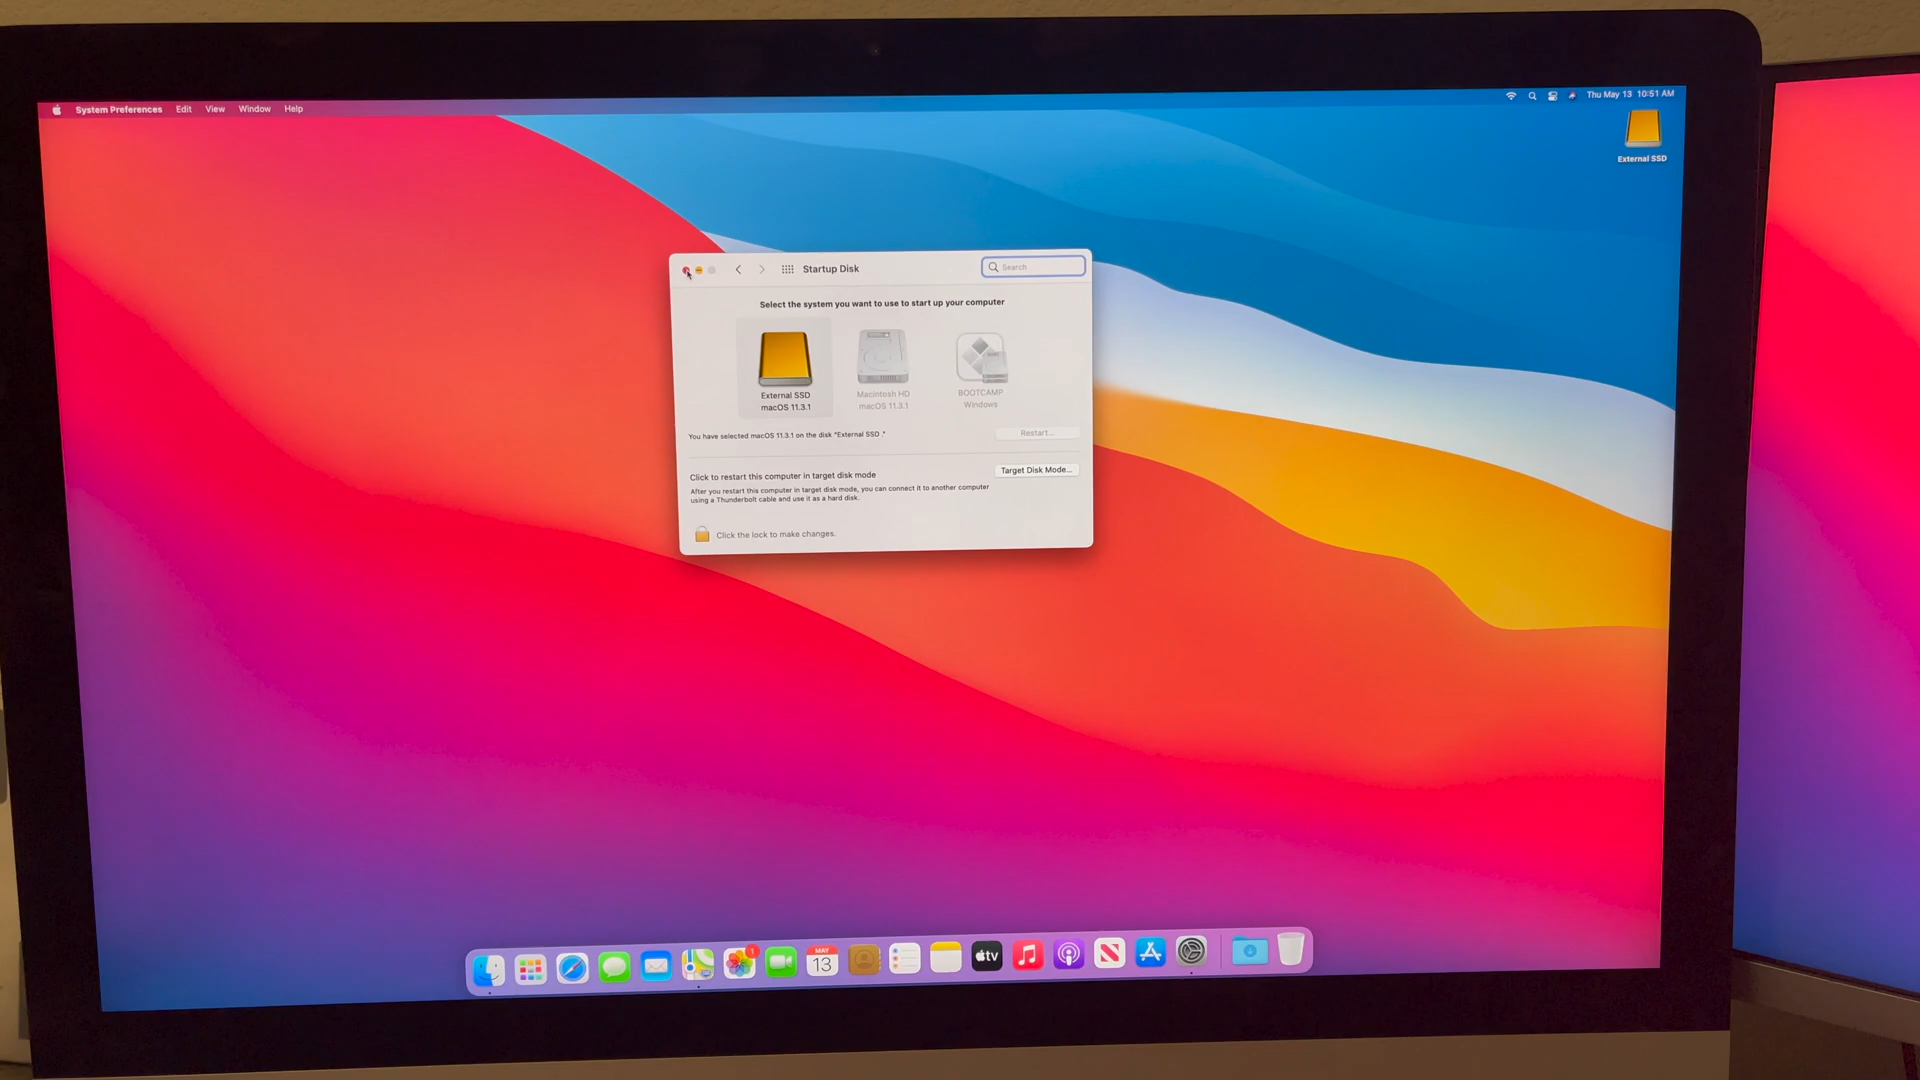 System Preferences Edit View Window Help
Thu May 13 10:51 AM
External SSD
Startup Disk
Search
Select the system you want to use to start up your computer
External SSD
macOS 11.3.1
Macintosh HD
macOS 11.3.1
BOOTCAMP
Windows
You have selected macOS 11.3.1 on the disk "External SSD ."
Restart...
Click to restart this computer in target disk mode
Target Disk Mode...
After you restart this computer in target disk mode, you can connect it to another computer
using a Thunderbolt cable and use it as a hard disk.
Click the lock to make changes.
1
MAY
13
tv